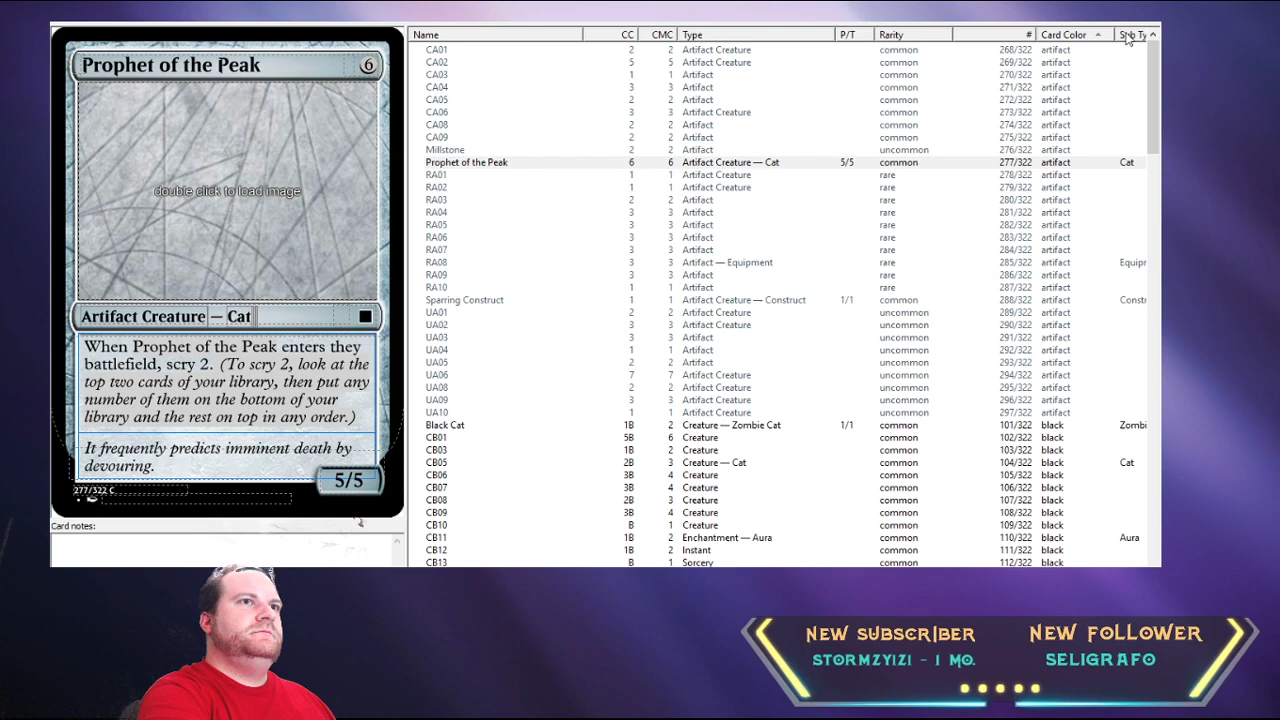 Prophet of the Peak 6
double click to load image
Artifact Creature — Cat
When Prophet of the Peak enters they
battlefield, scry 2. (To scry 2, look at the
top two cards of your library, then put any
number of them on the bottom of your
library and the rest on top in any order.)
It frequently predicts imminent death by
devouring.
5/5
277/322 C
Card notes:
Name CC CMC Type P/T Rarity # Card Color
CA01 2 2 Artifact Creature common 268/322 artifact
CA02 5 5 Artifact Creature common 269/322 artifact
CA03 1 1 Artifact common 270/322 artifact
CA04 3 3 Artifact common 271/322 artifact
CA05 2 2 Artifact common 272/322 artifact
CA06 3 3 Artifact Creature common 273/322 artifact
CA08 2 2 Artifact common 274/322 artifact
CA09 2 2 Artifact common 275/322 artifact
Millstone 2 2 Artifact uncommon 276/322 artifact
Prophet of the Peak 6 6 Artifact Creature — Cat 5/5 common 277/322 artifact Cat
RA01 1 1 Artifact Creature rare 278/322 artifact
RA02 1 1 Artifact Creature rare 279/322 artifact
RA03 2 2 Artifact rare 280/322 artifact
RA04 3 3 Artifact rare 281/322 artifact
RA05 3 3 Artifact rare 282/322 artifact
RA06 3 3 Artifact rare 283/322 artifact
RA07 3 3 Artifact rare 284/322 artifact
RA08 3 3 Artifact — Equipment rare 285/322 artifact Equipr
RA09 3 3 Artifact rare 286/322 artifact
RA10 1 1 Artifact rare 287/322 artifact
Sparring Construct 1 1 Artifact Creature — Construct 1/1 common 288/322 artifact Constr
UA01 2 2 Artifact uncommon 289/322 artifact
UA02 3 3 Artifact Creature uncommon 290/322 artifact
UA03 3 3 Artifact uncommon 291/322 artifact
UA04 1 1 Artifact uncommon 292/322 artifact
UA05 2 2 Artifact uncommon 293/322 artifact
UA06 7 7 Artifact Creature uncommon 294/322 artifact
UA08 2 2 Artifact Creature uncommon 295/322 artifact
UA09 3 3 Artifact Creature uncommon 296/322 artifact
UA10 1 1 Artifact Creature uncommon 297/322 artifact
Black Cat 1B 2 Creature — Zombie Cat 1/1 common 101/322 black Zombi
CB01 5B 6 Creature common 102/322 black
CB03 1B 2 Creature common 103/322 black
CB05 2B 3 Creature — Cat common 104/322 black Cat
CB06 3B 4 Creature common 105/322 black
CB07 3B 4 Creature common 106/322 black
CB08 2B 3 Creature common 107/322 black
CB09 3B 4 Creature common 108/322 black
CB10 B 1 Creature common 109/322 black
CB11 1B 2 Enchantment — Aura common 110/322 black Aura
CB12 1B 2 Instant common 111/322 black
CB13 B 1 Sorcery common 112/322 black
NEW SUBSCRIBER
STORMZYIZI - 1 MO.
NEW FOLLOWER
SELIGRAFO